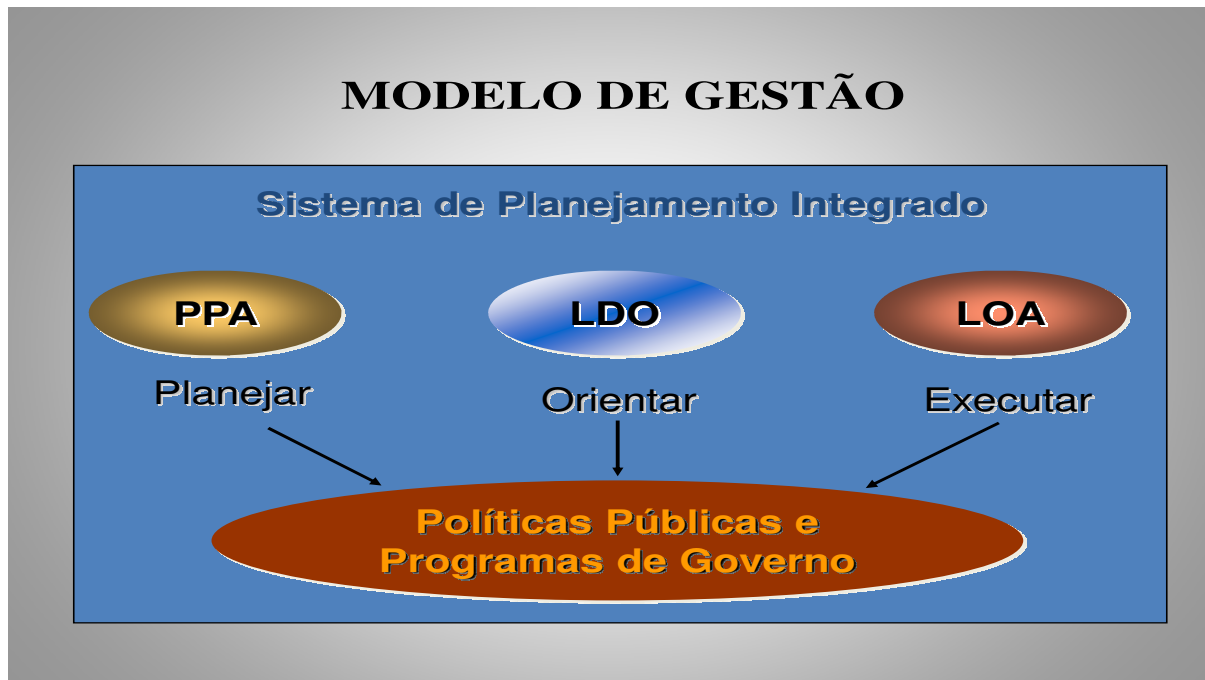 MODELO DE GESTÃO
Sistema de Planejamento Integrado
PPA
LDO
LOA
Planejar
Orientar
Executar
Políticas Públicas e
Programas de Governo